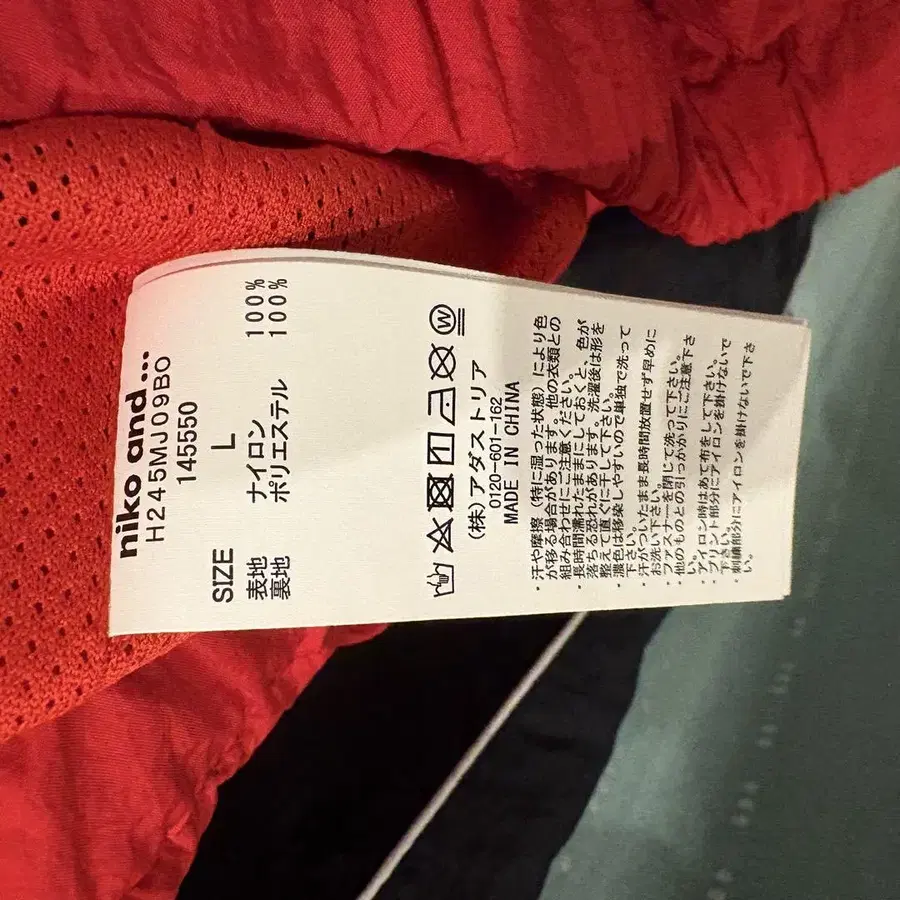 niko and...
H245MJ09BO
145550
SIZE L
表地 ナイロン 100%
裏地 ポリエステル 100%
W
(株)アダストリア
0120-601-162
MADE IN CHINA
・汗や摩擦(特に湿った状態)により色
が移る場合があります。他の衣類との
組み合わせにご注意ください。
・長時間濡れたままにしておくと、色が
落ちる恐れがあります。洗濯後は形を
整えて直ぐに干して下さい。
・濃色は移染しやすいので単独で洗って
下さい。
・汗がついたまま長時間放置せず早めに
お洗い下さい。
・ファスナーを閉じて洗って下さい。
・他のものとの引っかかりにご注意下さ
い。
・アイロン時はあて布をして下さい。
・プリント部分にアイロンを掛けないで
下さい。
・刺繍部分にアイロンを掛けないで下さ
い。